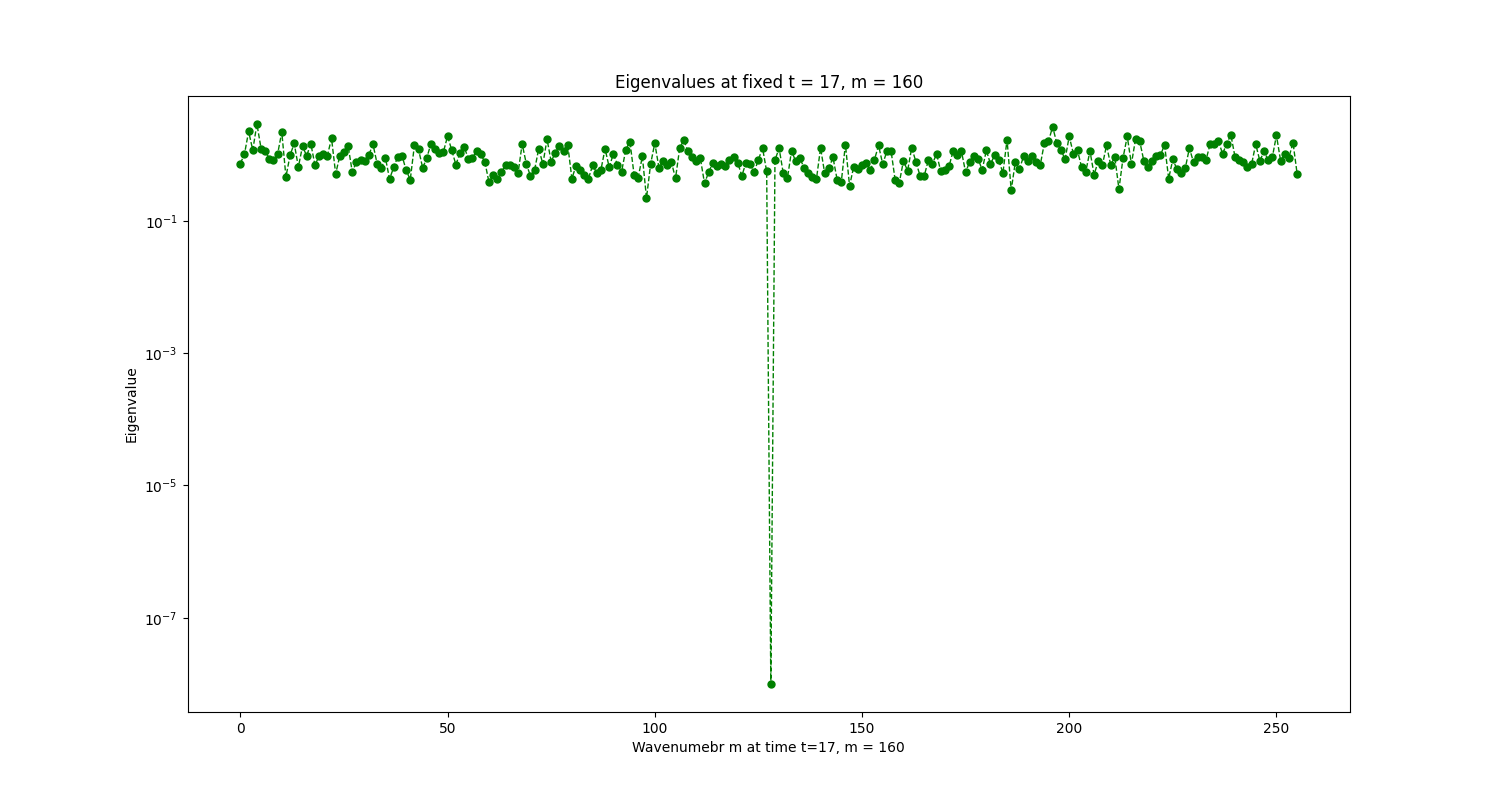 Eigenvalues at fixed t = 17, m = 160
Eigenvalue
10⁻¹
10⁻³
10⁻⁵
10⁻⁷
0 50 100 150 200 250
Wavenumebr m at time t=17, m = 160